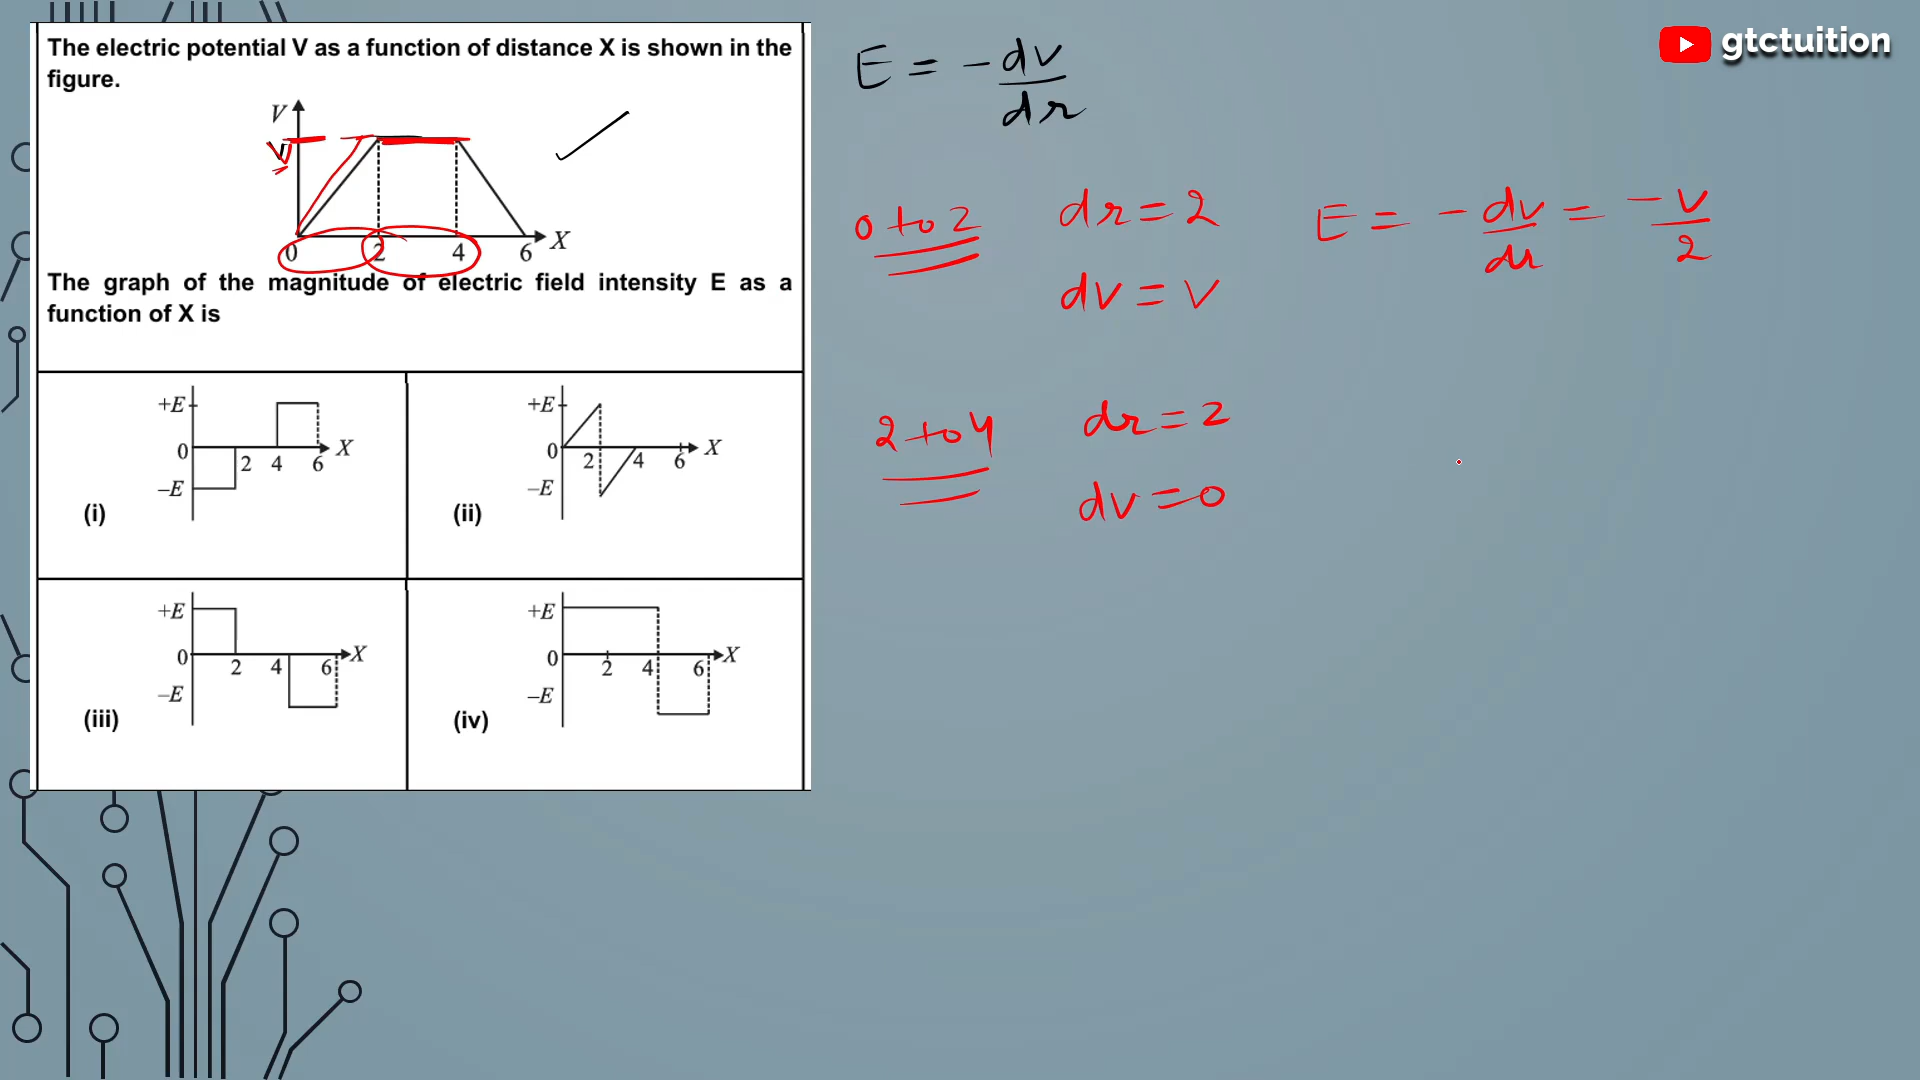 The electric potential V as a function of distance X is shown in the
figure.
V
V
0 2 4 6 X
The graph of the magnitude of electric field intensity E as a
function of X is
+E
0 2 4 6 X
–E
(i)
+E
0 2 4 6 X
–E
(ii)
+E
0 2 4 6 X
–E
(iii)
+E
0 2 4 6 X
–E
(iv)
E = - dv/dr
0 to 2 dr = 2 E = - dv/dr = -v/2
dv = v
2 to 4 dr = 2
dv = 0
gtctuition